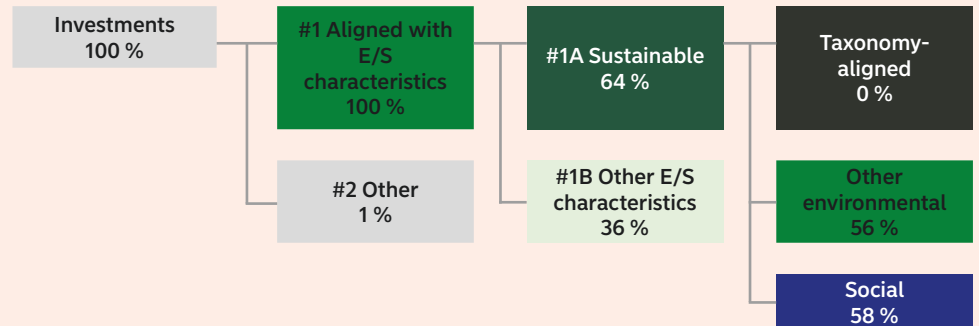 Investments
100 %
#1 Aligned with
E/S
characteristics
100 %
#1A Sustainable
64 %
Taxonomy-
aligned
0 %
#2 Other
1 %
#1B Other E/S
characteristics
36 %
Other
environmental
56 %
Social
58 %